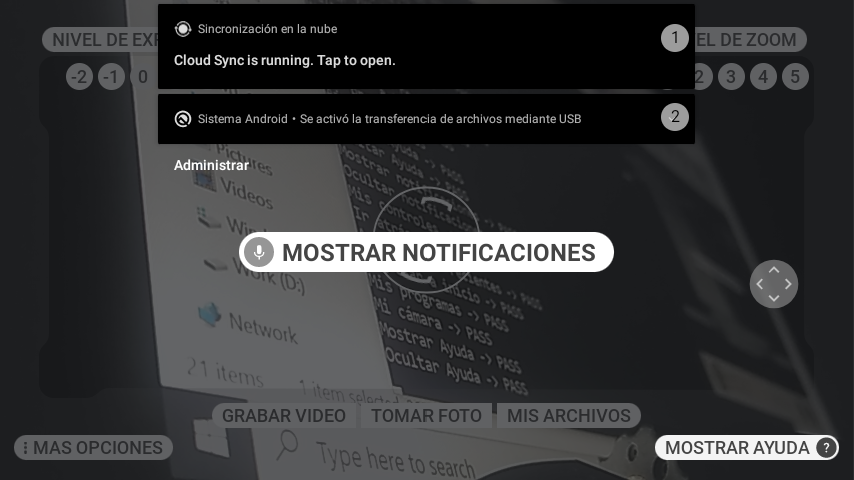 Sincronización en la nube
1
Cloud Sync is running. Tap to open.
NIVEL DE
EL DE ZOOM
-2 -1 0
2 3 4 5
Sistema Android • Se activó la transferencia de archivos mediante USB
2
Administrar
Pictures
Videos
Mostrar Ayuda -> PASS
Ocultar
Mis controles
MOSTRAR NOTIFICACIONES
Work (D:)
a inicio -> PASS
Mis programas -> PASS
Mi cámara -> PASS
Mostrar Ayuda -> PASS
Ocultar Ayuda -> PASS
Network
21 items
1 item selected
GRABAR VIDEO
TOMAR FOTO
MIS ARCHIVOS
MAS OPCIONES
MOSTRAR AYUDA ?
Type here to search